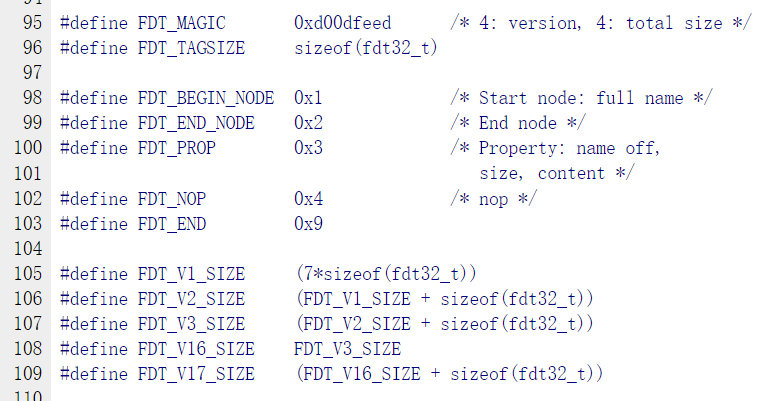 95 #define FDT_MAGIC 0xd00dfeed /* 4: version, 4: total size */
96 #define FDT_TAGSIZE sizeof(fdt32_t)
97
98 #define FDT_BEGIN_NODE 0x1 /* Start node: full name */
99 #define FDT_END_NODE 0x2 /* End node */
100 #define FDT_PROP 0x3 /* Property: name off,
101 size, content */
102 #define FDT_NOP 0x4 /* nop */
103 #define FDT_END 0x9
104
105 #define FDT_V1_SIZE (7*sizeof(fdt32_t))
106 #define FDT_V2_SIZE (FDT_V1_SIZE + sizeof(fdt32_t))
107 #define FDT_V3_SIZE (FDT_V2_SIZE + sizeof(fdt32_t))
108 #define FDT_V16_SIZE FDT_V3_SIZE
109 #define FDT_V17_SIZE (FDT_V16_SIZE + sizeof(fdt32_t))
110